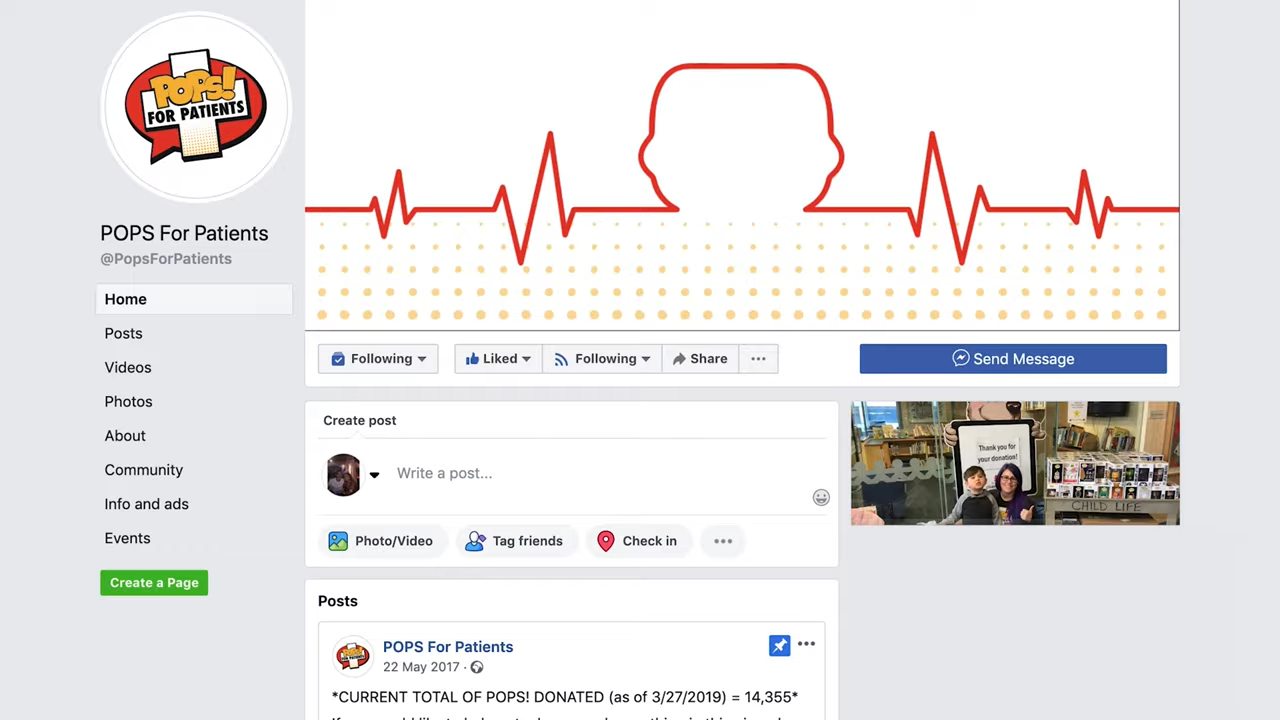 POPS!
FOR PATIENTS
POPS For Patients
@PopsForPatients
Home
Posts
Videos
Photos
About
Community
Info and ads
Events
Create a Page
Following
Liked
Following
Share
Send Message
Create post
Write a post...
Photo/Video
Tag friends
Check in
Thank you for
your donation!
CHILD LIFE
Posts
POPS!
FOR PATIENTS
POPS For Patients
22 May 2017 ·
*CURRENT TOTAL OF POPS! DONATED (as of 3/27/2019) = 14,355*